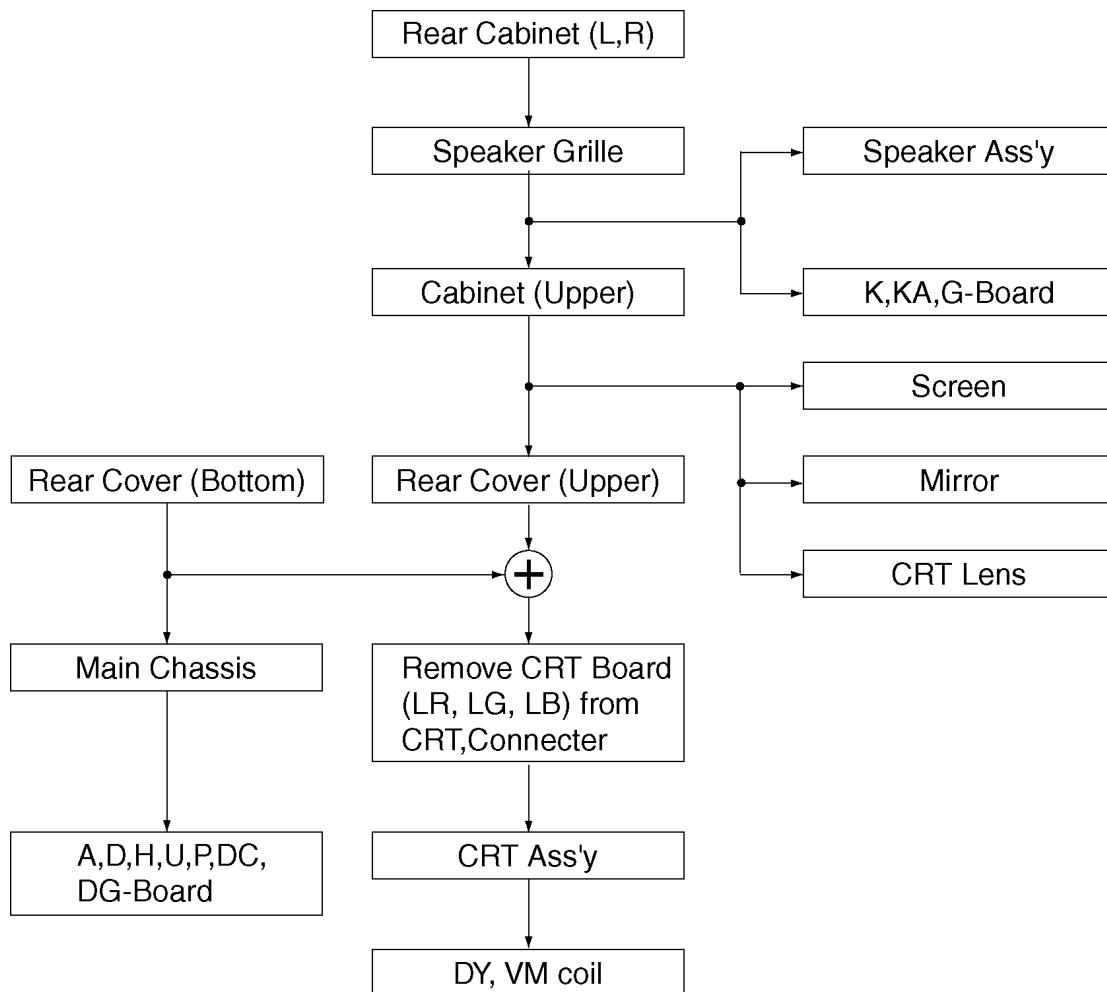 Rear Cabinet (L,R)
Speaker Grille
Speaker Ass'y
Cabinet (Upper)
K,KA,G-Board
Screen
Rear Cover (Bottom)
Rear Cover (Upper)
Mirror
+
CRT Lens
Main Chassis
Remove CRT Board
(LR, LG, LB) from
CRT,Connecter
A,D,H,U,P,DC,
DG-Board
CRT Ass'y
DY, VM coil